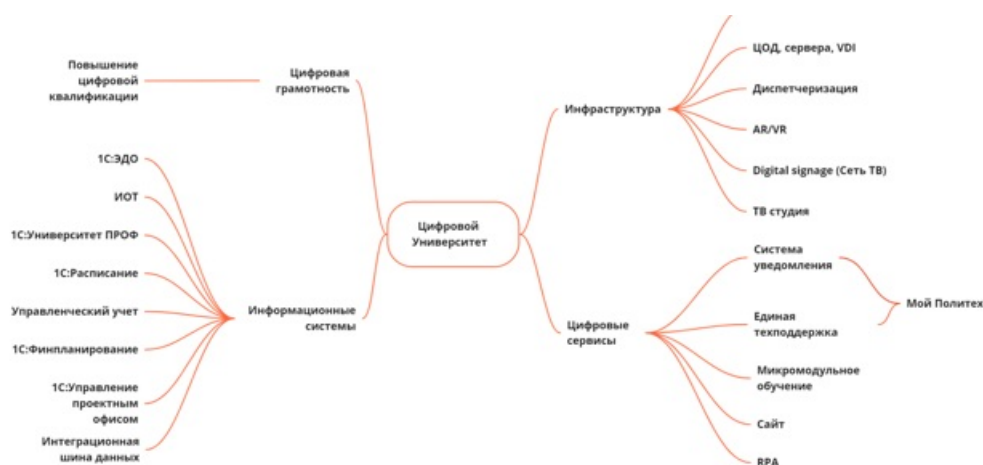 Повышение
цифровой
квалификации
Цифровая
грамотность
1С:ЭДО
ИОТ
1С:Университет ПРОФ
1С:Расписание
Управленческий учет
1С:Финпланирование
1С:Управление
проектным
офисом
Интеграционная
шина данных
Информационные
системы
Цифровой
Университет
Инфраструктура
ЦОД, сервера, VDI
Диспетчеризация
AR/VR
Digital signage (Сеть ТВ)
ТВ студия
Цифровые
сервисы
Система
уведомления
Единая
техподдержка
Мой Политех
Микромодульное
обучение
Сайт
RPA